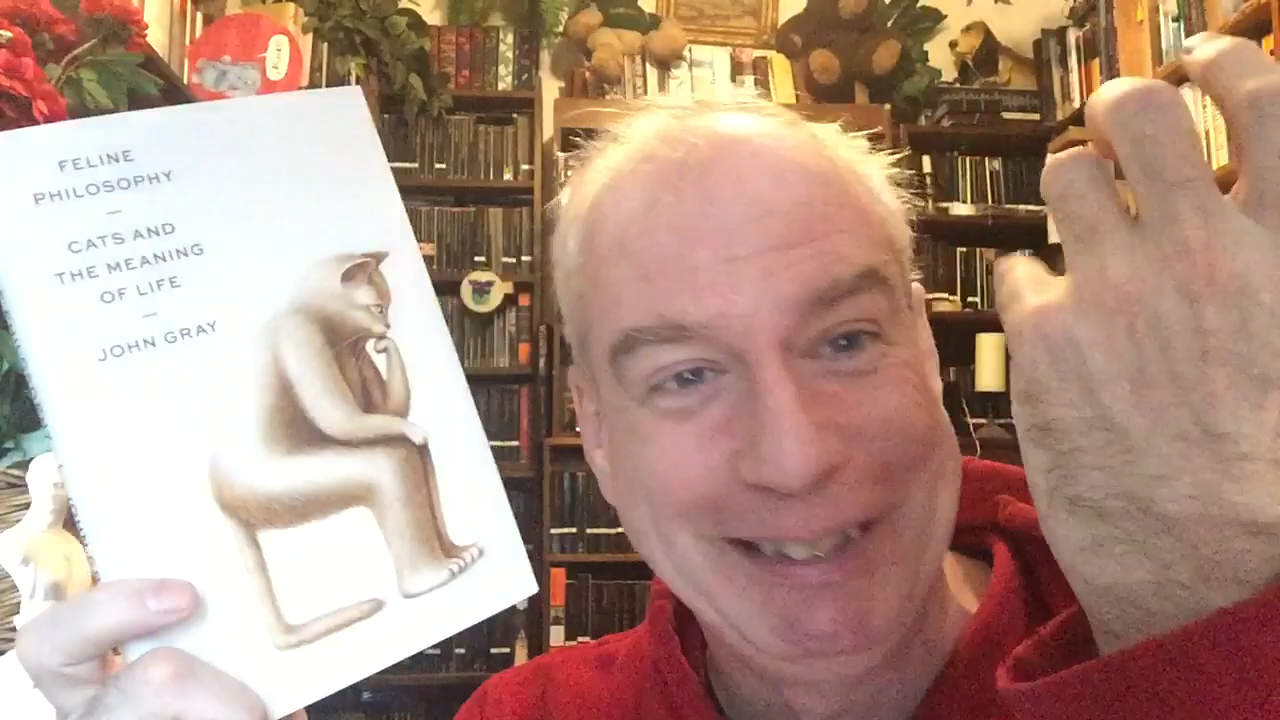 FELINE
PHILOSOPHY
—
CATS AND
THE MEANING
OF LIFE
—
JOHN GRAY